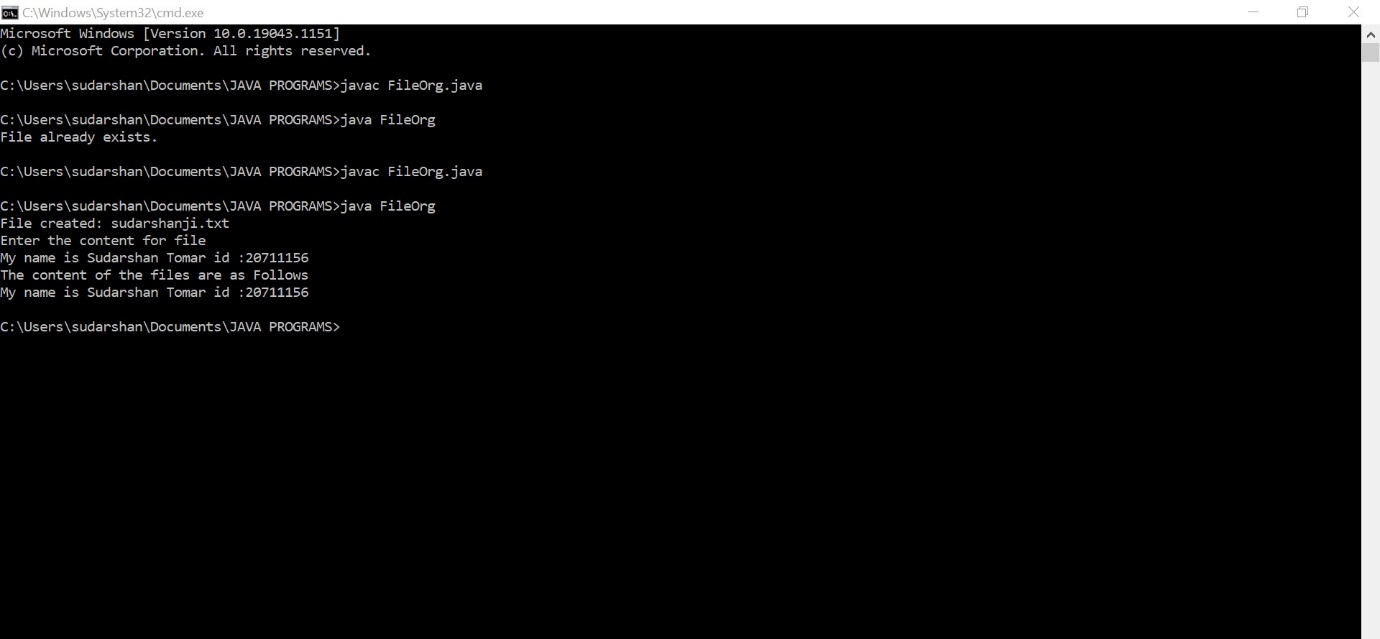 C:\Windows\System32\cmd.exe
Microsoft Windows [Version 10.0.19043.1151]
(c) Microsoft Corporation. All rights reserved.
C:\Users\sudarshan\Documents\JAVA PROGRAMS>javac FileOrg.java
C:\Users\sudarshan\Documents\JAVA PROGRAMS>java FileOrg
File already exists.
C:\Users\sudarshan\Documents\JAVA PROGRAMS>javac FileOrg.java
C:\Users\sudarshan\Documents\JAVA PROGRAMS>java FileOrg
File created: sudarshanji.txt
Enter the content for file
My name is Sudarshan Tomar id :20711156
The content of the files are as Follows
My name is Sudarshan Tomar id :20711156
C:\Users\sudarshan\Documents\JAVA PROGRAMS>